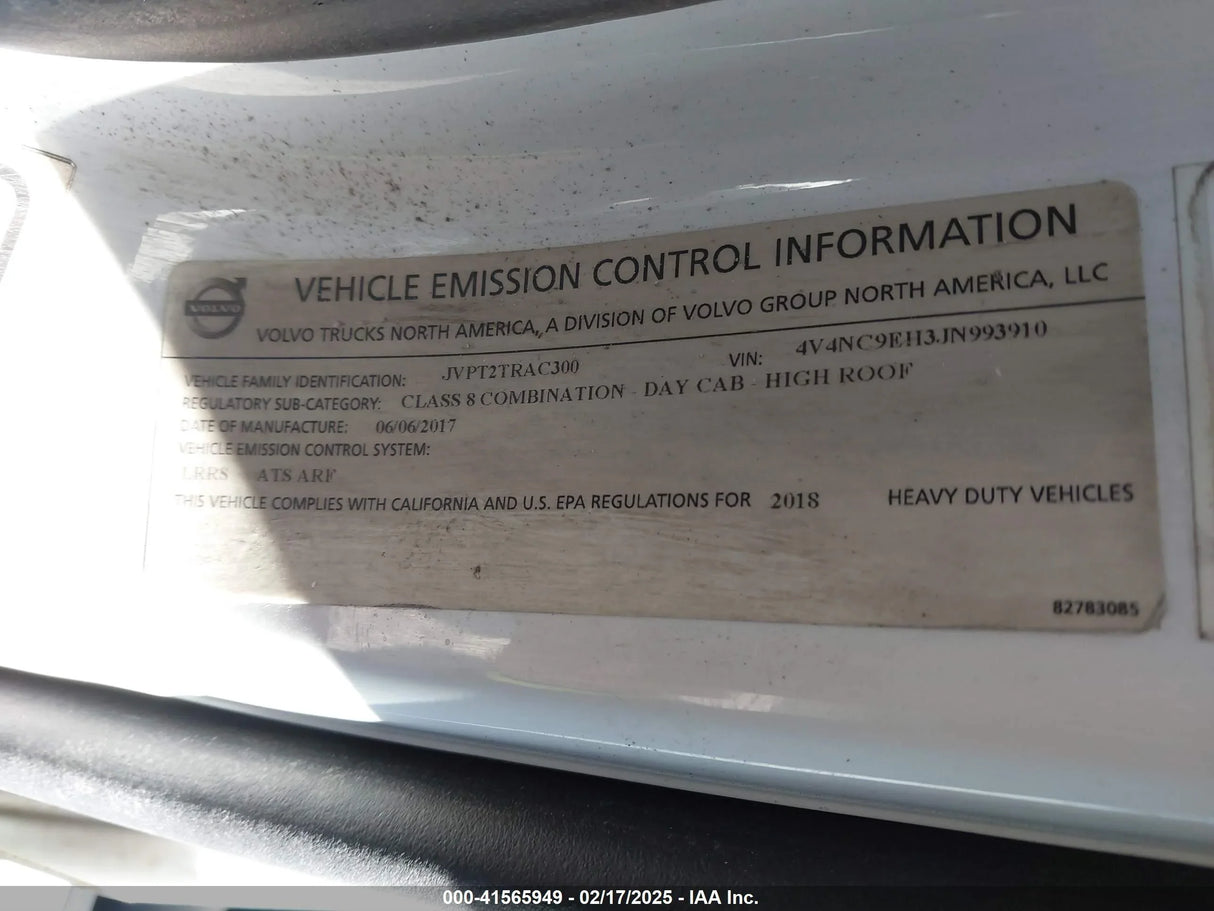 VOLVO
VEHICLE EMISSION CONTROL INFORMATION
VOLVO TRUCKS NORTH AMERICA, A DIVISION OF VOLVO GROUP NORTH AMERICA, LLC
VEHICLE FAMILY IDENTIFICATION: JVPT2TRAC300 VIN: 4V4NC9EH3JN993910
REGULATORY SUB-CATEGORY: CLASS 8 COMBINATION - DAY CAB - HIGH ROOF
DATE OF MANUFACTURE: 06/06/2017
VEHICLE EMISSION CONTROL SYSTEM:
LRRS ATS ARF
THIS VEHICLE COMPLIES WITH CALIFORNIA AND U.S. EPA REGULATIONS FOR 2018 HEAVY DUTY VEHICLES
82783085
000-41565949 - 02/17/2025 - IAA Inc.